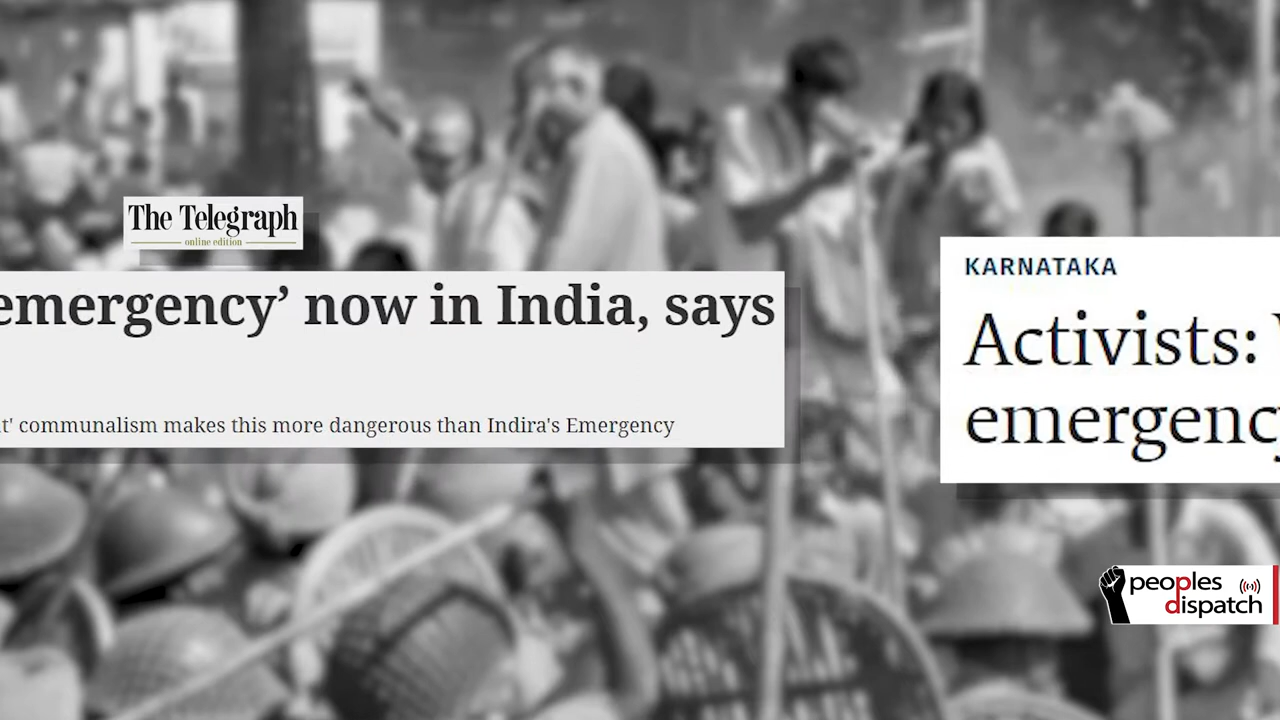 The Telegraph
online edition
emergency’ now in India, says
communalism makes this more dangerous than Indira's Emergency
KARNATAKA
Activists:
emergency
peoples
dispatch